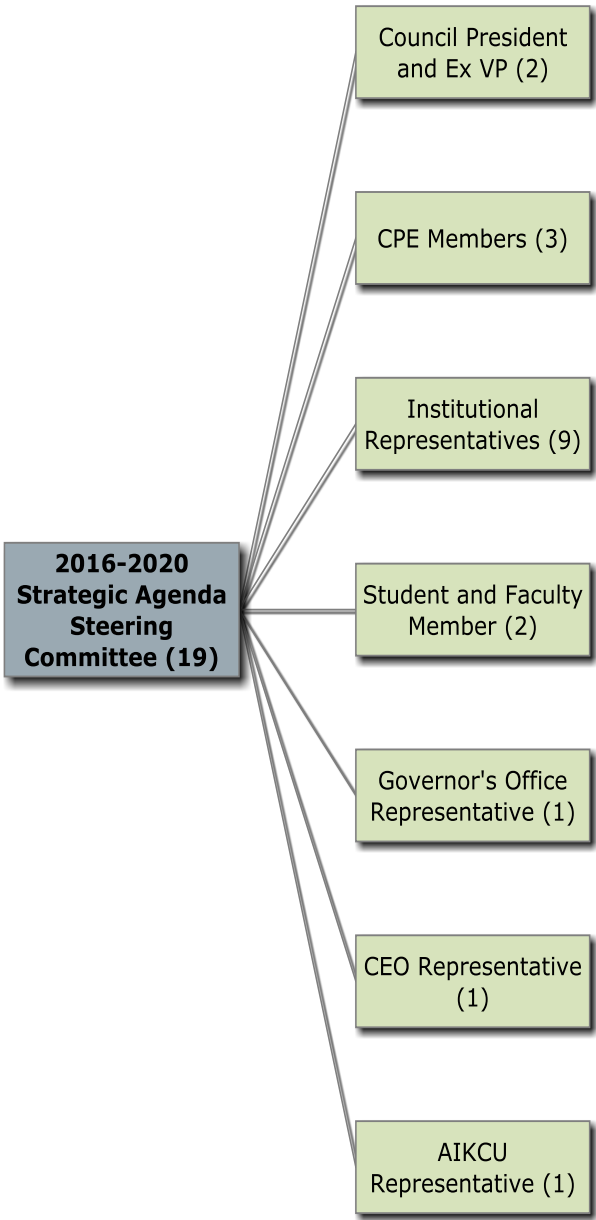 Council President
and Ex VP (2)
CPE Members (3)
Institutional
Representatives (9)
2016-2020
Strategic Agenda
Steering
Committee (19)
Student and Faculty
Member (2)
Governor's Office
Representative (1)
CEO Representative
(1)
AIKCU
Representative (1)